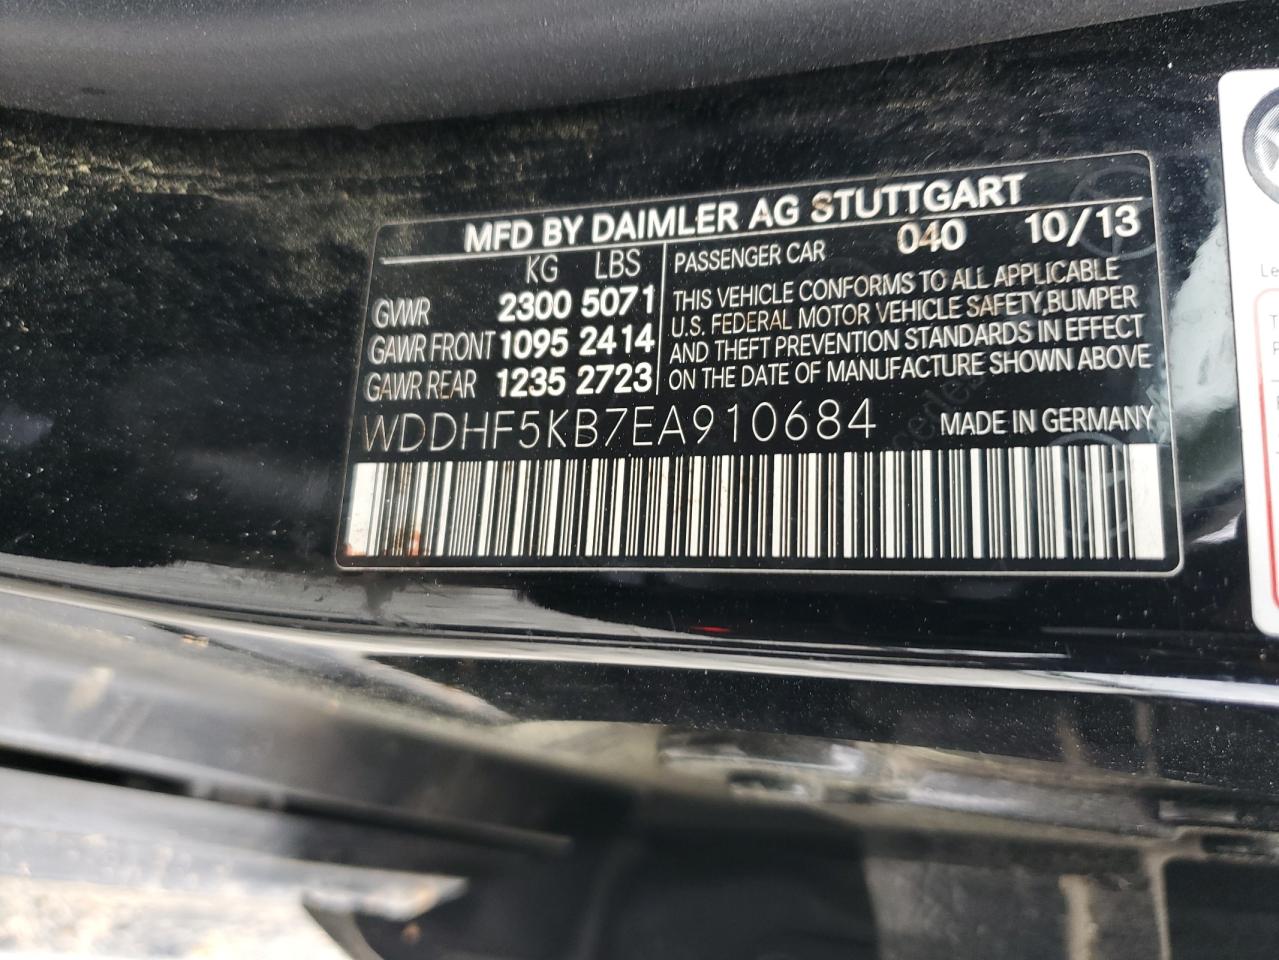 MFD BY DAIMLER AG STUTTGART
KG LBS PASSENGER CAR 040 10/13
GVWR 2300 5071
GAWR FRONT 1095 2414
GAWR REAR 1235 2723
THIS VEHICLE CONFORMS TO ALL APPLICABLE
U.S. FEDERAL MOTOR VEHICLE SAFETY, BUMPER
AND THEFT PREVENTION STANDARDS IN EFFECT
ON THE DATE OF MANUFACTURE SHOWN ABOVE
WDDHF5KB7EA910684 MADE IN GERMANY